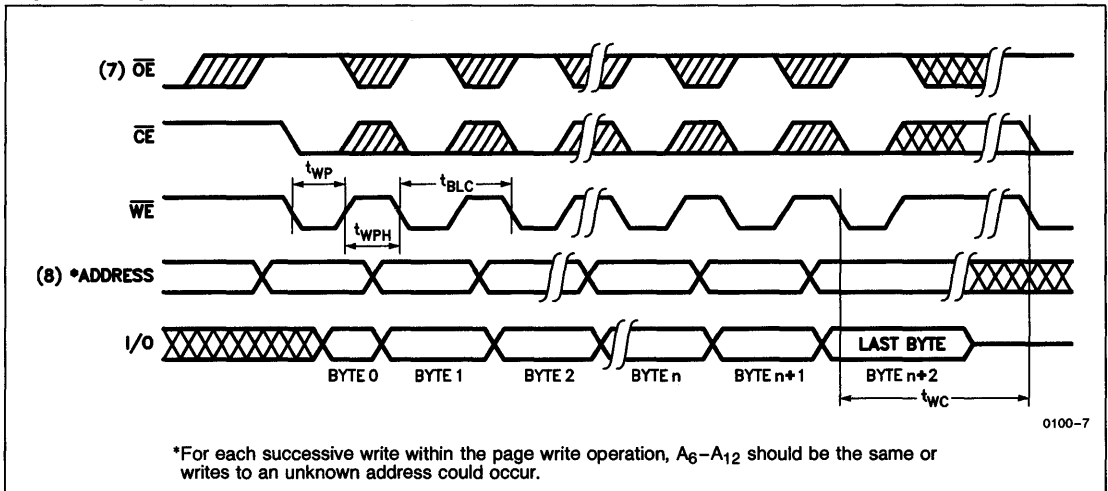 (7) OE
CE
tWP
tBLC
WE
tWPH
(8) *ADDRESS
I/O
LAST BYTE
BYTE 0 BYTE 1 BYTE 2 BYTE n BYTE n+1 BYTE n+2
tWC
0100-7
*For each successive write within the page write operation, A6–A12 should be the same or
writes to an unknown address could occur.